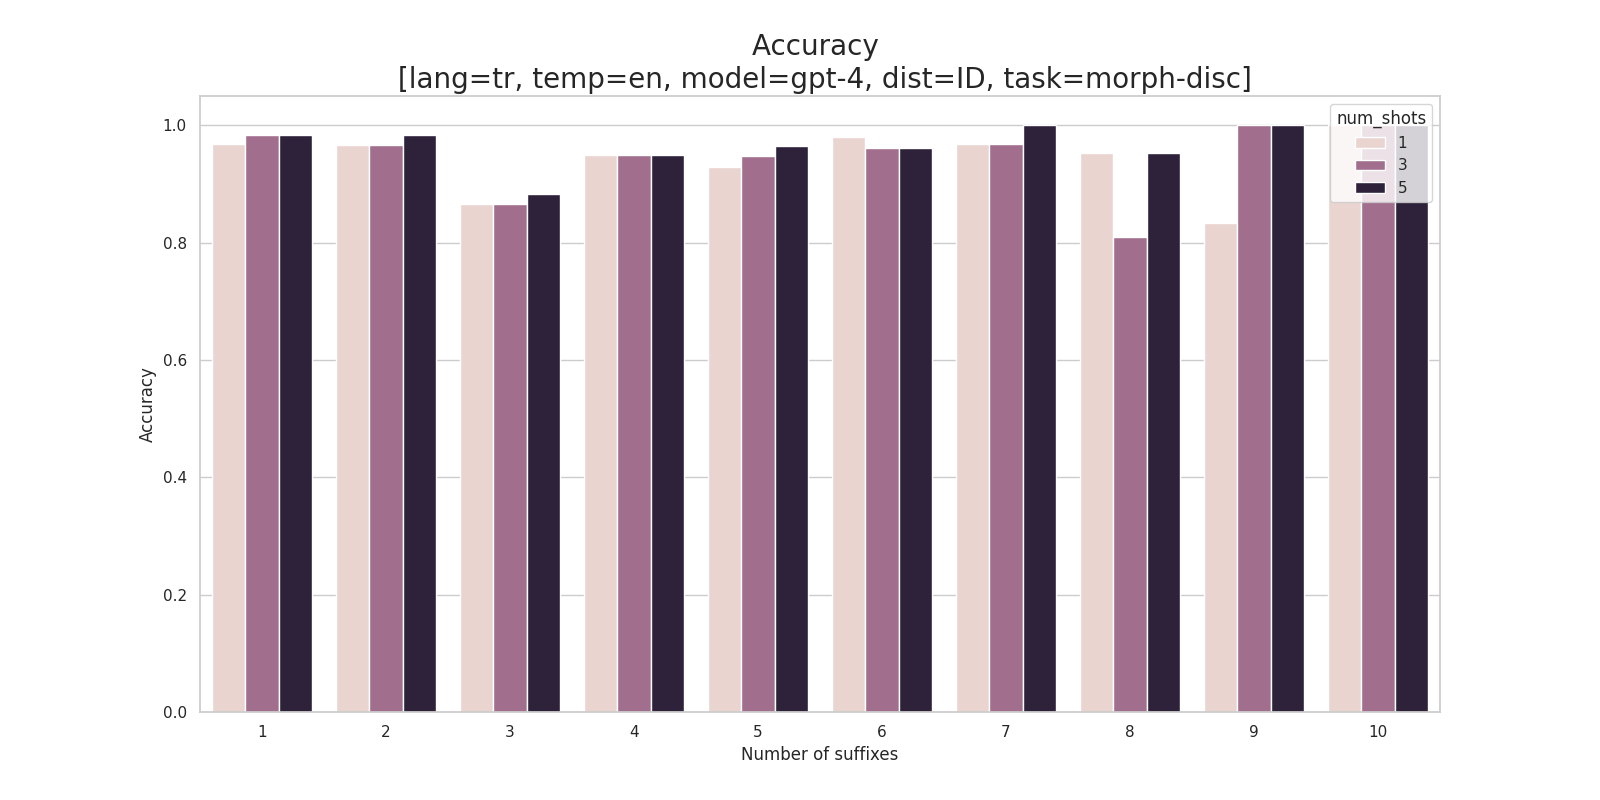 Accuracy
[lang=tr, temp=en, model=gpt-4, dist=ID, task=morph-disc]
num_shots
1
3
5
Accuracy
1.0
0.8
0.6
0.4
0.2
0.0
1 2 3 4 5 6 7 8 9 10
Number of suffixes